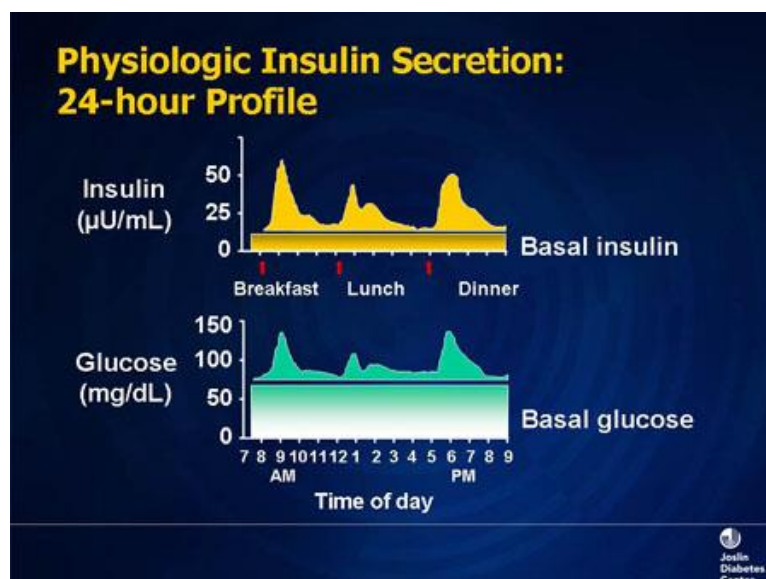 Physiologic Insulin Secretion:
24-hour Profile
Insulin
(µU/mL)
50
25
0
Basal insulin
Breakfast Lunch Dinner
150
100
50
0
Glucose
(mg/dL)
Basal glucose
7 8 9 10 11 12 1 2 3 4 5 6 7 8 9
AM PM
Time of day
Joslin
Diabetes